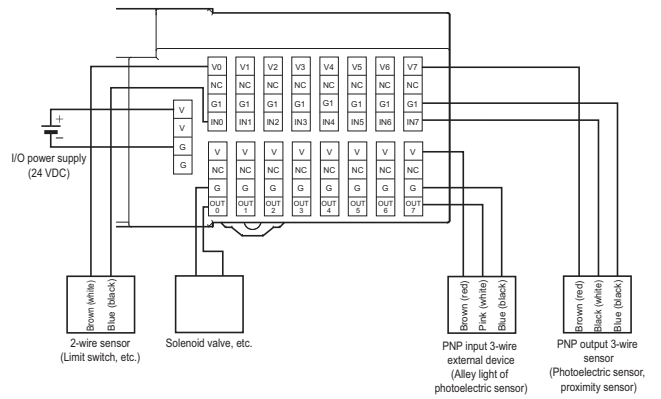 V0 V1 V2 V3 V4 V5 V6 V7
NC NC NC NC NC NC NC NC
G1 G1 G1 G1 G1 G1 G1 G1
IN0 IN1 IN2 IN3 IN4 IN5 IN6 IN7
V
V
G
G
+
−
I/O power supply
(24 VDC)
V V V V V V V V
NC NC NC NC NC NC NC NC
G G G G G G G G
OUT 0 OUT 1 OUT 2 OUT 3 OUT 4 OUT 5 OUT 6 OUT 7
Brown (white)
Blue (black)
2-wire sensor
(Limit switch, etc.)
Solenoid valve, etc.
Brown (red)
Pink (white)
Blue (black)
PNP input 3-wire
external device
(Alley light of
photoelectric sensor)
Brown (red)
Black (white)
Blue (black)
PNP output 3-wire
sensor
(Photoelectric sensor,
proximity sensor)